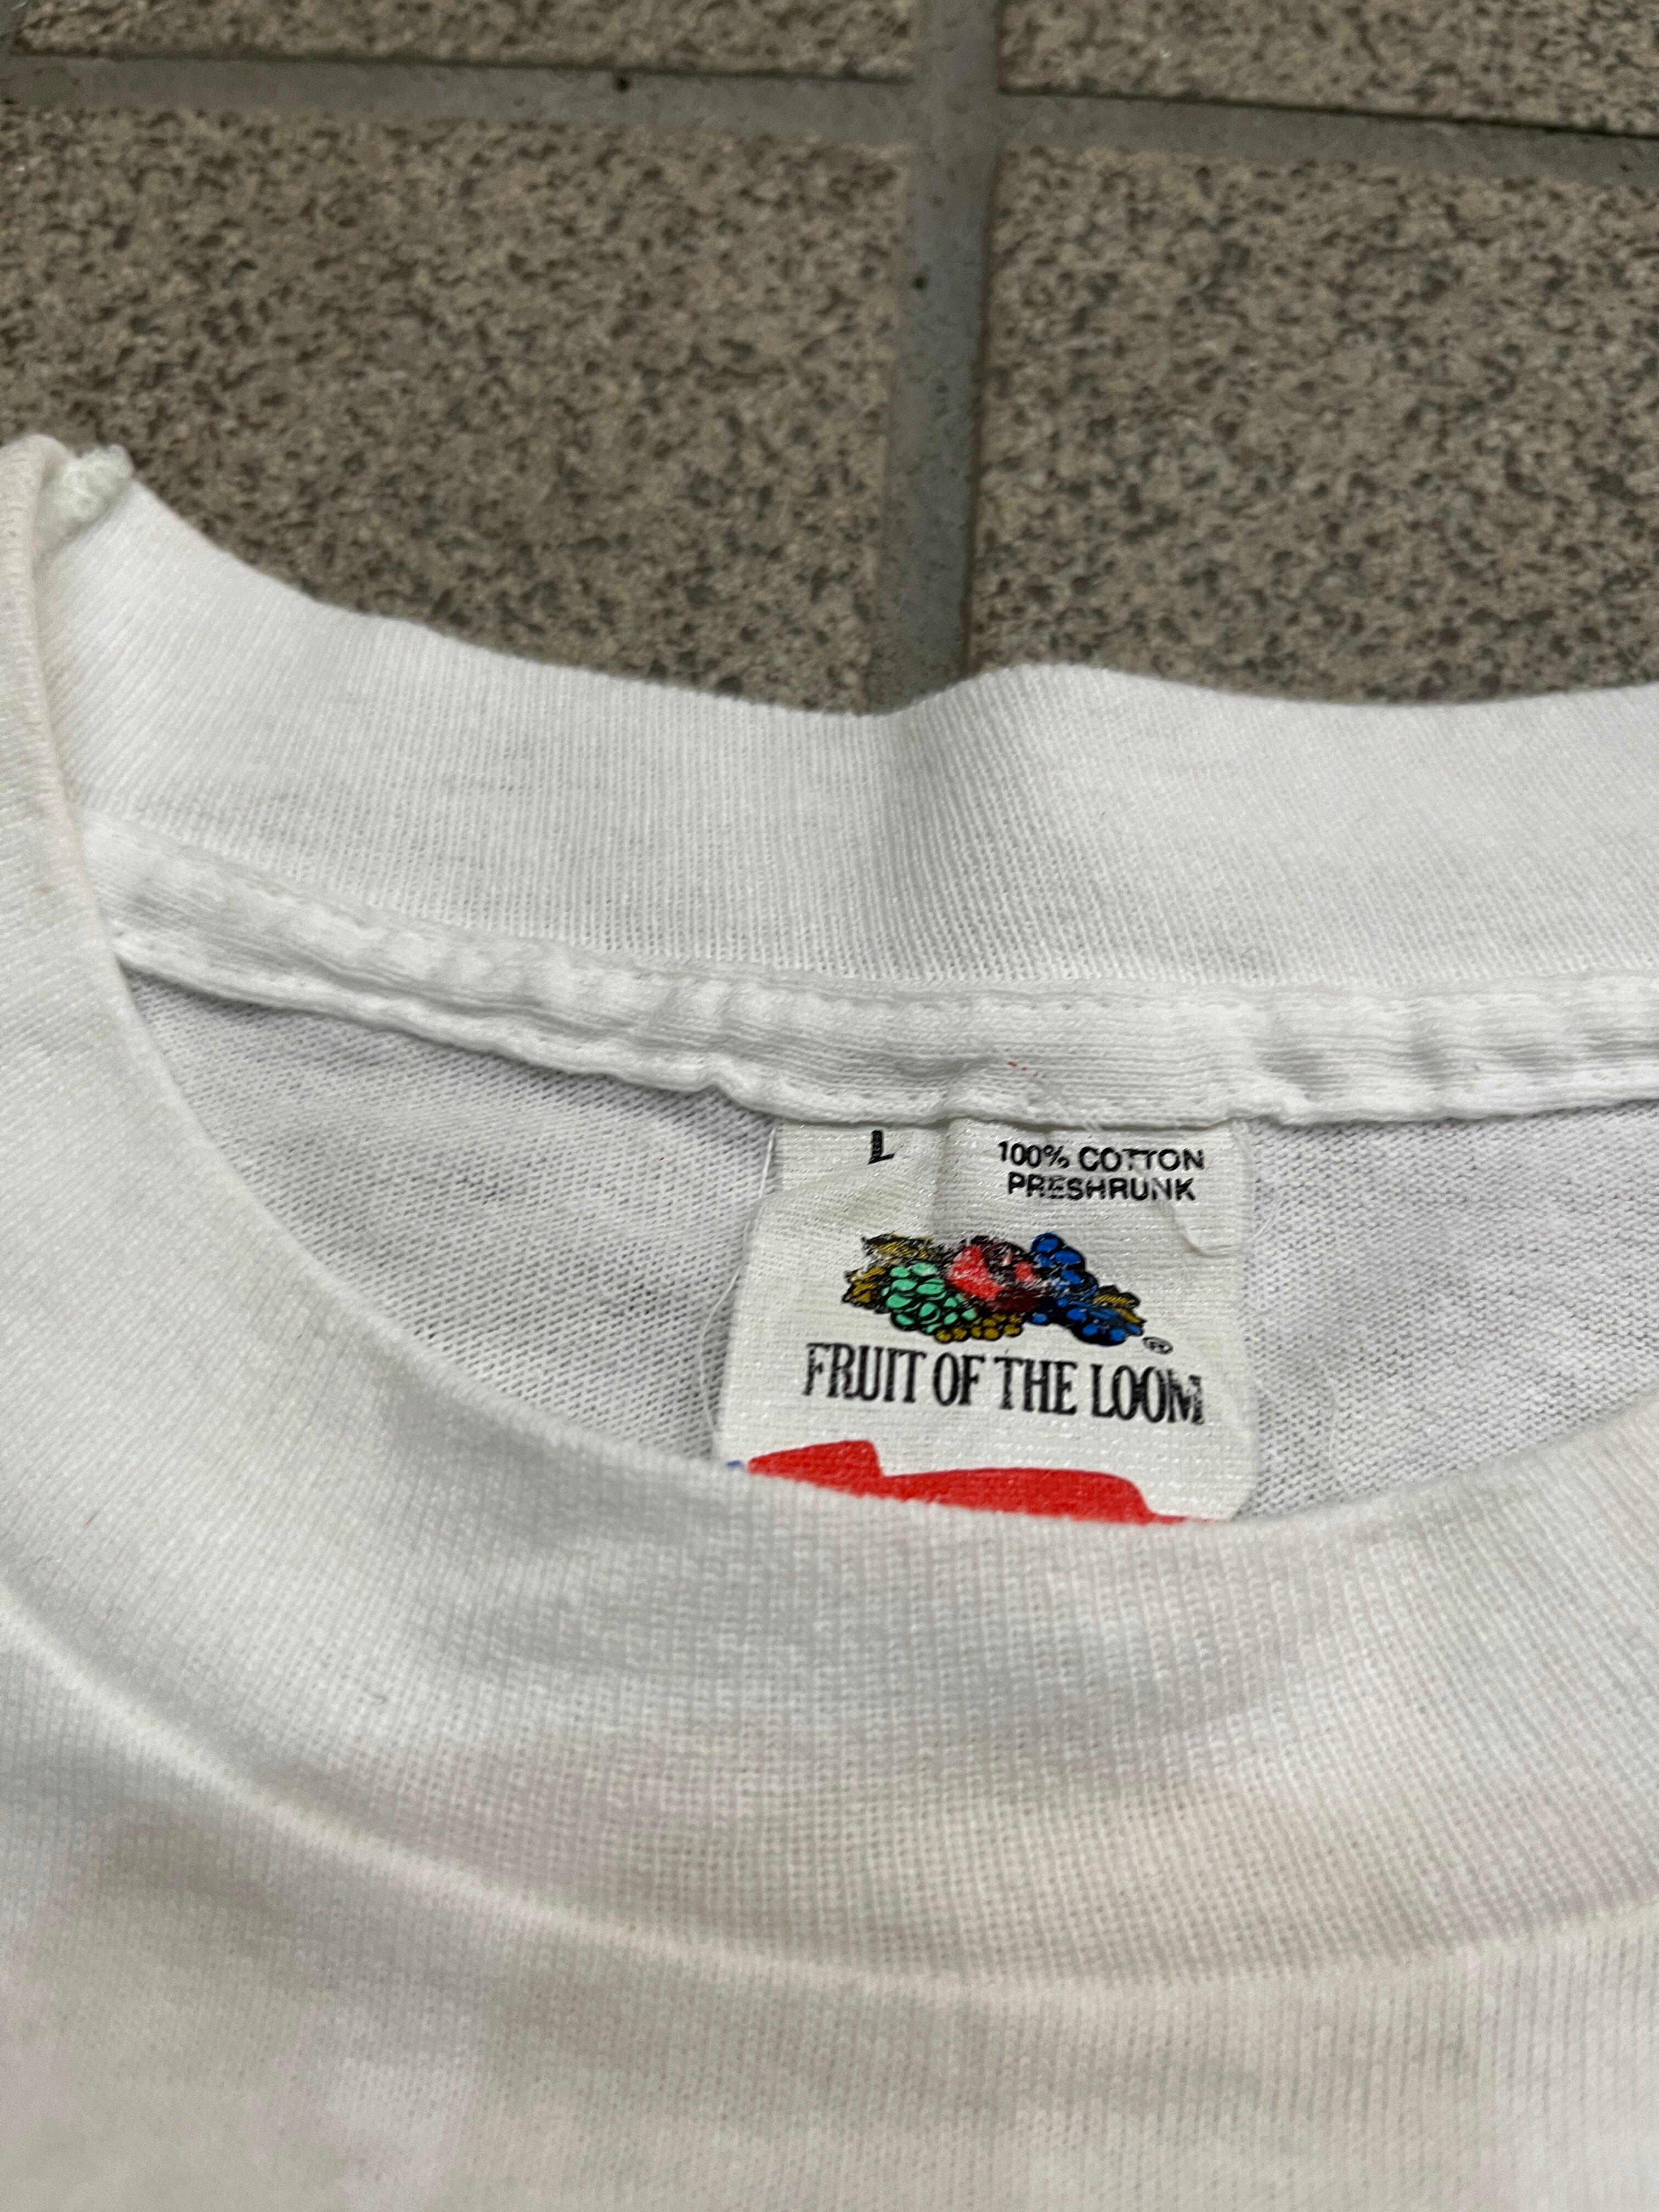 L
100% COTTON
PRESHRUNK
®
FRUIT OF THE LOOM